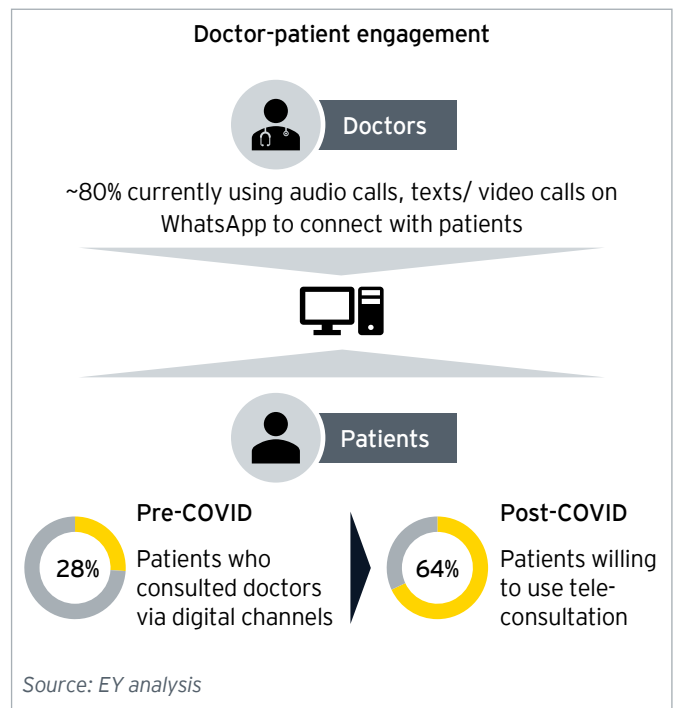 Doctor-patient engagement
Doctors
~80% currently using audio calls, texts/ video calls on
WhatsApp to connect with patients
Patients
Pre-COVID
28%
Patients who
consulted doctors
via digital channels
Post-COVID
64%
Patients willing
to use tele-
consultation
Source: EY analysis